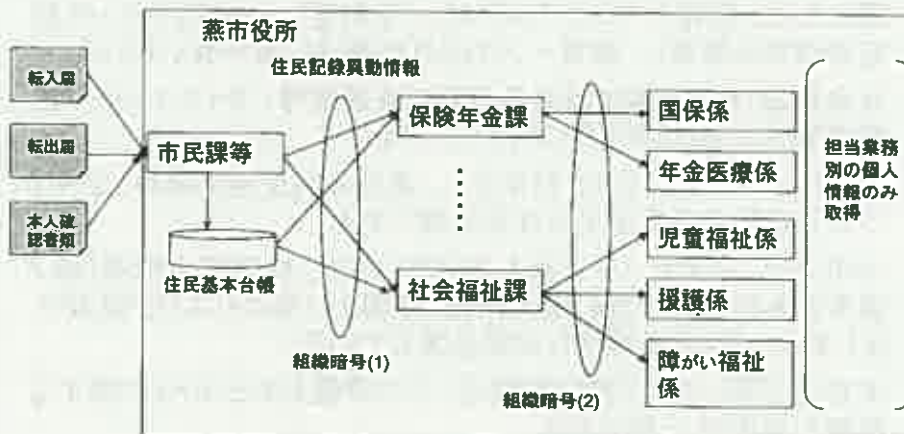 燕市役所
転入届
転出届
本人確
認書類
住民記録異動情報
市民課等
住民基本台帳
保険年金課
社会福祉課
組織暗号(1)
組織暗号(2)
国保係
年金医療係
児童福祉係
援護係
障がい福祉
係
担当業務
別の個人
情報のみ
取得